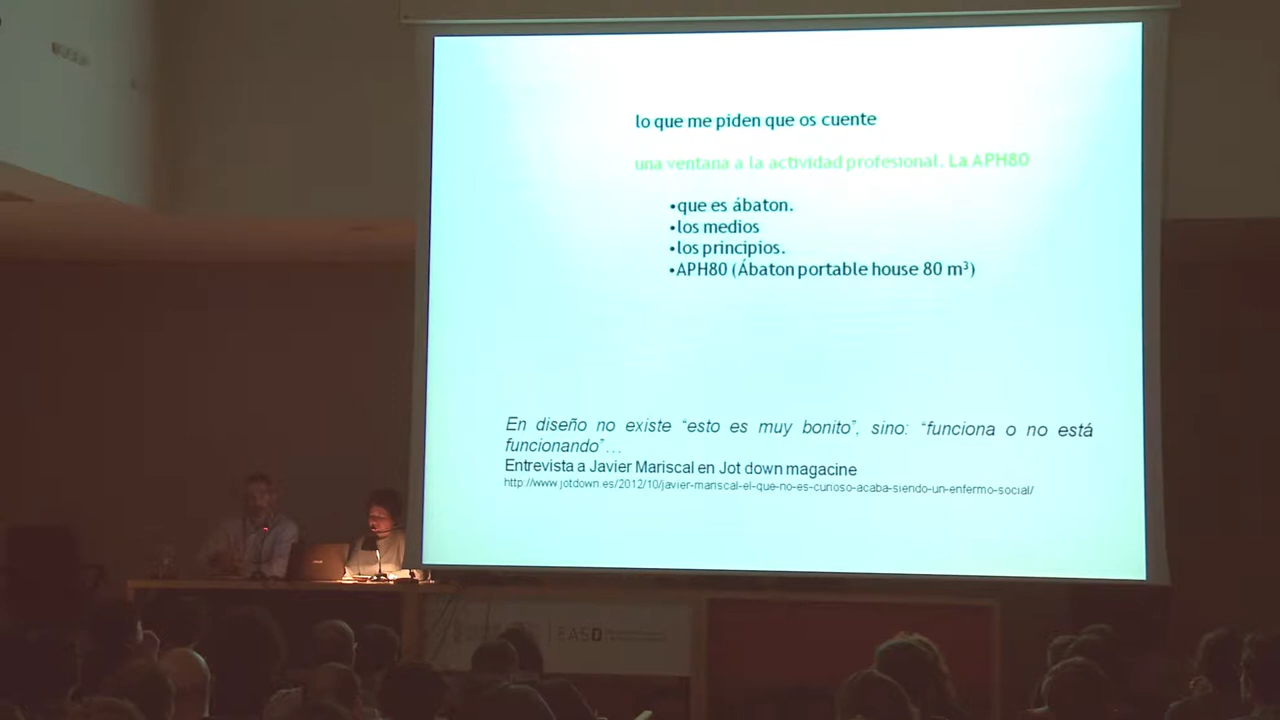 lo que me piden que os cuente
una ventana a la actividad profesional. La APH80
•que es ábaton.
•los medios
•los principios.
•APH80 (Ábaton portable house 80 m³)
En diseño no existe “esto es muy bonito”, sino: “funciona o no está
funcionando”…
Entrevista a Javier Mariscal en Jot down magacine
http://www.jotdown.es/2012/10/javier-mariscal-el-que-no-es-curioso-acaba-siendo-un-enfermo-social/
EASD